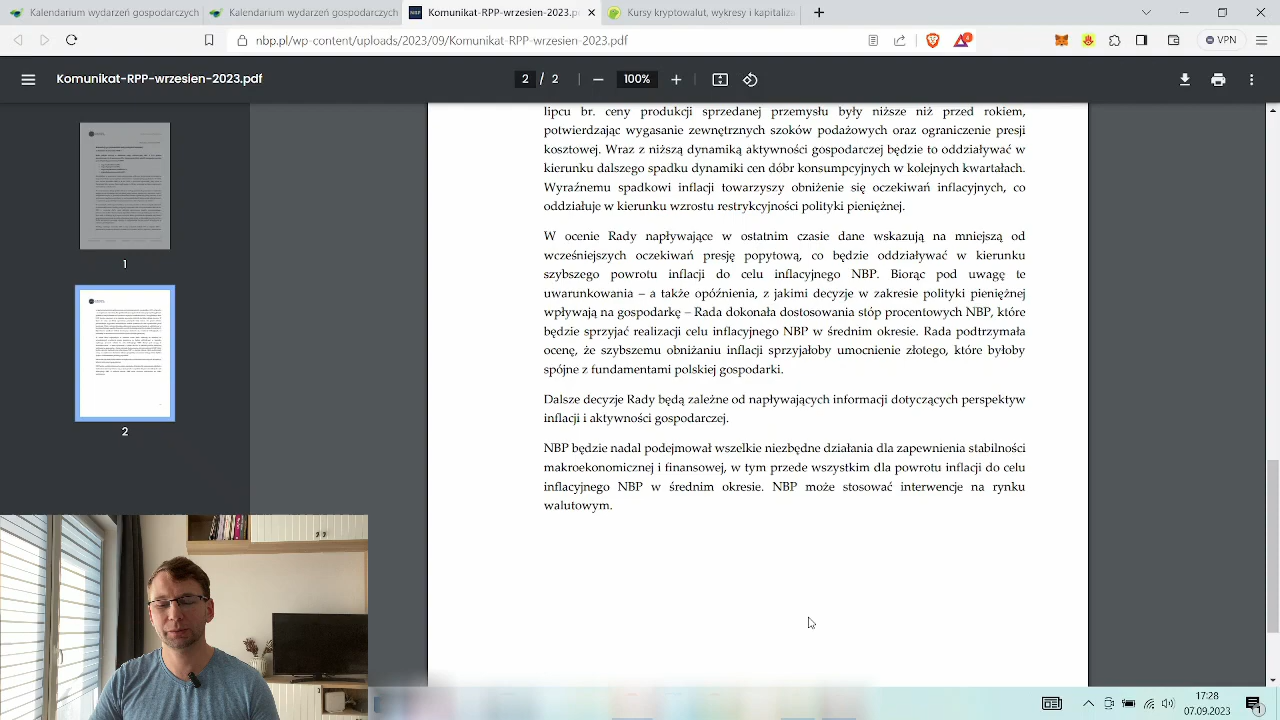 Kalendarium wydarzeń gospodarczych
Kalendarium wydarzeń gospodarczych
Komunikat-RPP-wrzesien-2023.p
Kursy kryptowalut, wykresy i kapitaliza
nbp.pl/wp-content/uploads/2023/09/Komunikat-RPP-wrzesien-2023.pdf
4
VPN
Komunikat-RPP-wrzesien-2023.pdf
2 / 2
100%
lipcu br. ceny produkcji sprzedanej przemysłu były niższe niż przed rokiem,
potwierdzając wygasanie zewnętrznych szoków podażowych oraz ograniczenie presji
kosztowej. Wraz z niższą dynamiką aktywności gospodarczej będzie to oddziaływać w
kierunku dalszego spadku dynamiki cen dóbr konsumpcyjnych w kolejnych kwartałach.
Wyraźnemu spadkowi inflacji towarzyszy obniżenie się oczekiwań inflacyjnych, co
oddziałuje w kierunku wzrostu restrykcyjności polityki pieniężnej.
W ocenie Rady napływające w ostatnim czasie dane wskazują na mniejszą od
wcześniejszych oczekiwań presję popytową, co będzie oddziaływać w kierunku
szybszego powrotu inflacji do celu inflacyjnego NBP. Biorąc pod uwagę te
uwarunkowania – a także opóźnienia, z jakimi decyzje w zakresie polityki pieniężnej
wpływają na gospodarkę – Rada dokonała dostosowania stóp procentowych NBP, które
będzie sprzyjać realizacji celu inflacyjnego NBP w średnim okresie. Rada podtrzymała
ocenę, że szybszemu obniżaniu inflacji sprzyjałoby umocnienie złotego, które byłoby
spójne z fundamentami polskiej gospodarki.
Dalsze decyzje Rady będą zależne od napływających informacji dotyczących perspektyw
inflacji i aktywności gospodarczej.
NBP będzie nadal podejmował wszelkie niezbędne działania dla zapewnienia stabilności
makroekonomicznej i finansowej, w tym przede wszystkim dla powrotu inflacji do celu
inflacyjnego NBP w średnim okresie. NBP może stosować interwencje na rynku
walutowym.
1
2
17:28
07.09.2023